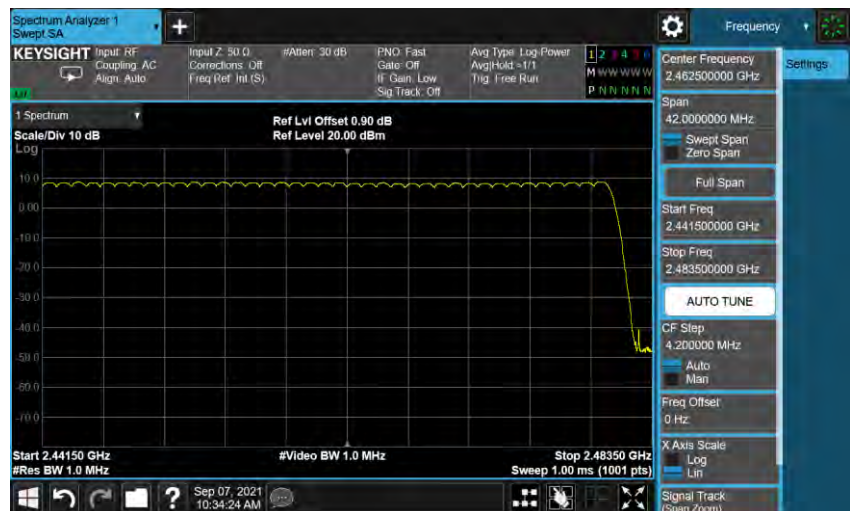 Spectrum Analyzer 1
Swept SA
+
Frequency
KEYSIGHT
Input: RF
Coupling: AC
Align: Auto
Input Z: 50 Ω
Corrections: Off
Freq Ref: Int (S)
#Atten: 30 dB
PNO: Fast
Gate: Off
IF Gain: Low
Sig Track: Off
Avg Type: Log-Power
Avg|Hold:>1/1
Trig: Free Run
1 2 3 4 5 6
M W W W W W
P N N N N N
1 Spectrum
Scale/Div 10 dB
Log
Ref Lvl Offset 0.90 dB
Ref Level 20.00 dBm
10.0
0.00
-10.0
-20.0
-30.0
-40.0
-50.0
-60.0
-70.0
Start 2.44150 GHz
#Res BW 1.0 MHz
#Video BW 1.0 MHz
Stop 2.48350 GHz
Sweep 1.00 ms (1001 pts)
Center Frequency
2.462500000 GHz
Settings
Span
42.0000000 MHz
Swept Span
Zero Span
Full Span
Start Freq
2.441500000 GHz
Stop Freq
2.483500000 GHz
AUTO TUNE
CF Step
4.200000 MHz
Auto
Man
Freq Offset
0 Hz
X Axis Scale
Log
Lin
Signal Track
(Span Zoom)
?
Sep 07, 2021
10:34:24 AM